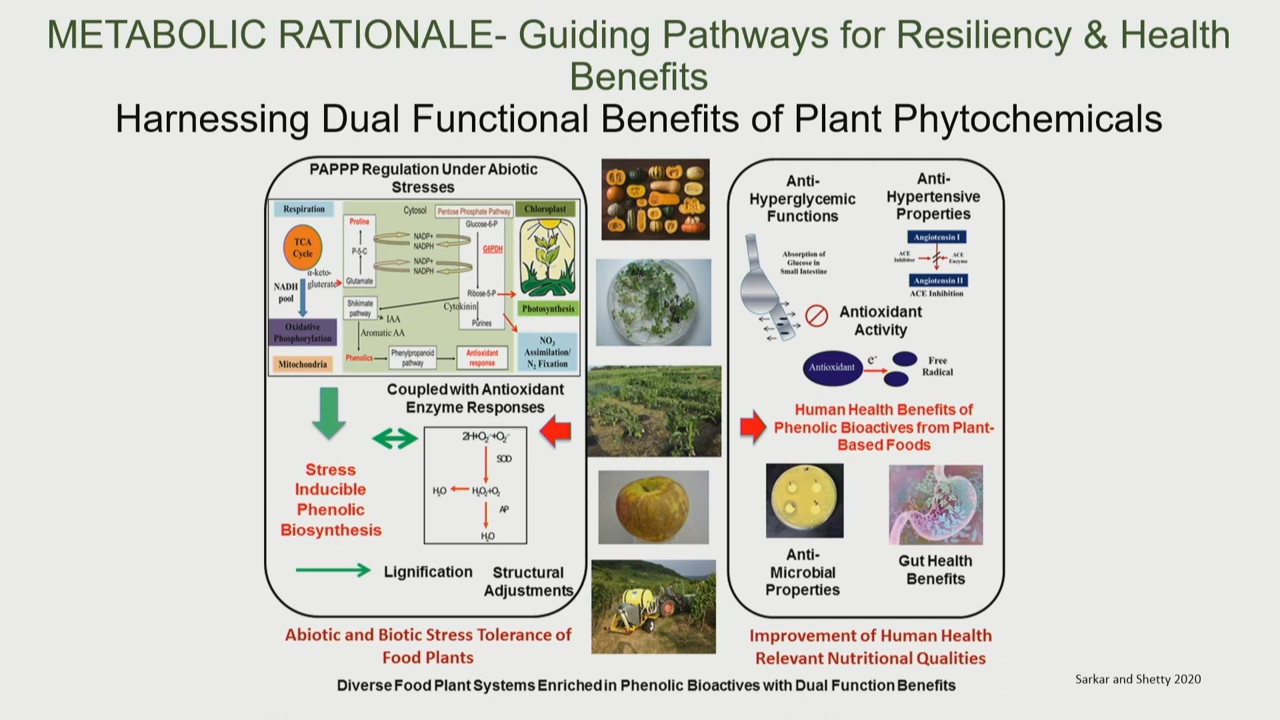 METABOLIC RATIONALE- Guiding Pathways for Resiliency & Health
Benefits
Harnessing Dual Functional Benefits of Plant Phytochemicals
PAPPP Regulation Under Abiotic
Stresses
Respiration
Cytosol
Pentose Phosphate Pathway
Chloroplast
Proline
Glucose-6-P
TCA
Cycle
NADP+
NADPH
P-5-C
G6PDH
NADP+
NADPH
α-keto-
gluterate
Glutamate
NADH
pool
Ribose-5-P
Shikimate
pathway
Cytokinin
Photosynthesis
IAA
Purines
Oxidative
Phosphorylation
Aromatic AA
NO3
Assimilation/
N2 Fixation
Mitochondria
Phenolics
Phenylpropanoid
pathway
Antioxidant
response
Coupled with Antioxidant
Enzyme Responses
2H+O2-+O2-
SOD
H2O
H2O2+O2
AP
H2O
Stress
Inducible
Phenolic
Biosynthesis
Lignification
Structural
Adjustments
Abiotic and Biotic Stress Tolerance of
Food Plants
Anti-
Hyperglycemic
Functions
Anti-
Hypertensive
Properties
Absorption of
Glucose in
Small Intestine
Angiotensin I
ACE
Inhibitor
ACE
Enzyme
Angiotensin II
ACE Inhibition
Antioxidant
Activity
Antioxidant
e-
Free
Radical
Human Health Benefits of
Phenolic Bioactives from Plant-
Based Foods
Anti-
Microbial
Properties
Gut Health
Benefits
Improvement of Human Health
Relevant Nutritional Qualities
Diverse Food Plant Systems Enriched in Phenolic Bioactives with Dual Function Benefits
Sarkar and Shetty 2020